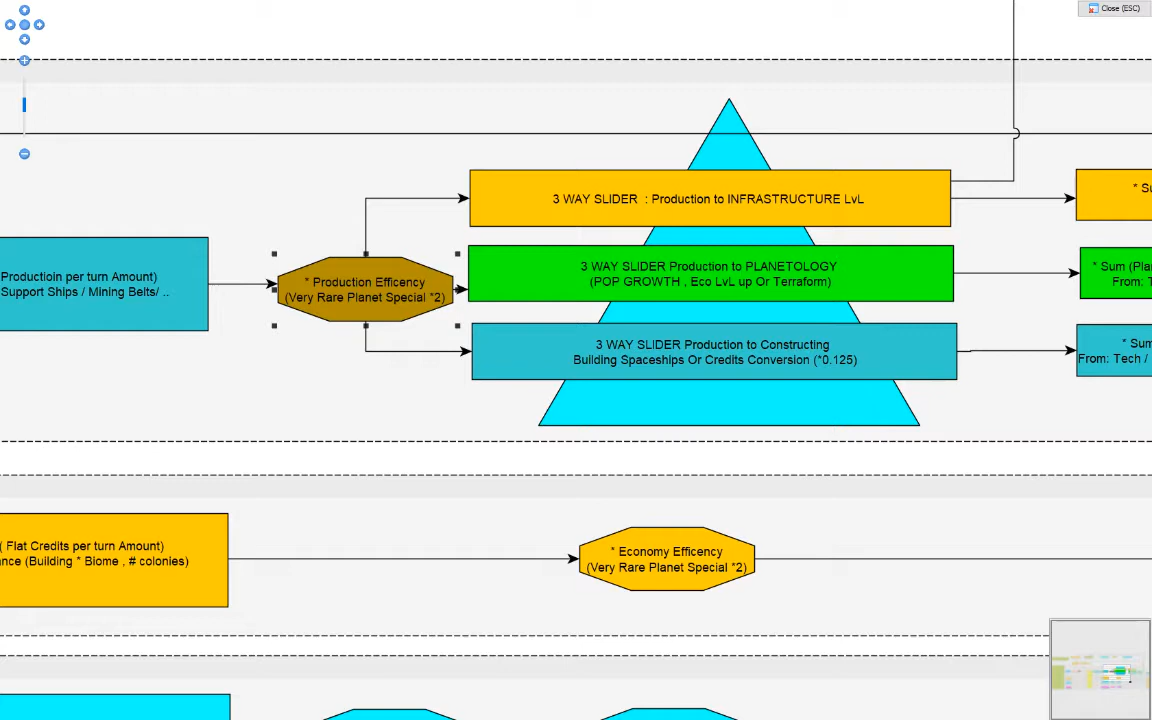 Close (ESC)
3 WAY SLIDER : Production to INFRASTRUCTURE LvL
* Su
Productioin per turn Amount)
Support Ships / Mining Belts/ ..
* Production Efficency
(Very Rare Planet Special *2)
3 WAY SLIDER Production to PLANETOLOGY
(POP GROWTH , Eco LvL up Or Terraform)
* Sum (Plan
From: T
3 WAY SLIDER Production to Constructing
Building Spaceships Or Credits Conversion (*0.125)
* Sum
From: Tech /
( Flat Credits per turn Amount)
nce (Building * Biome , # colonies)
* Economy Efficency
(Very Rare Planet Special *2)